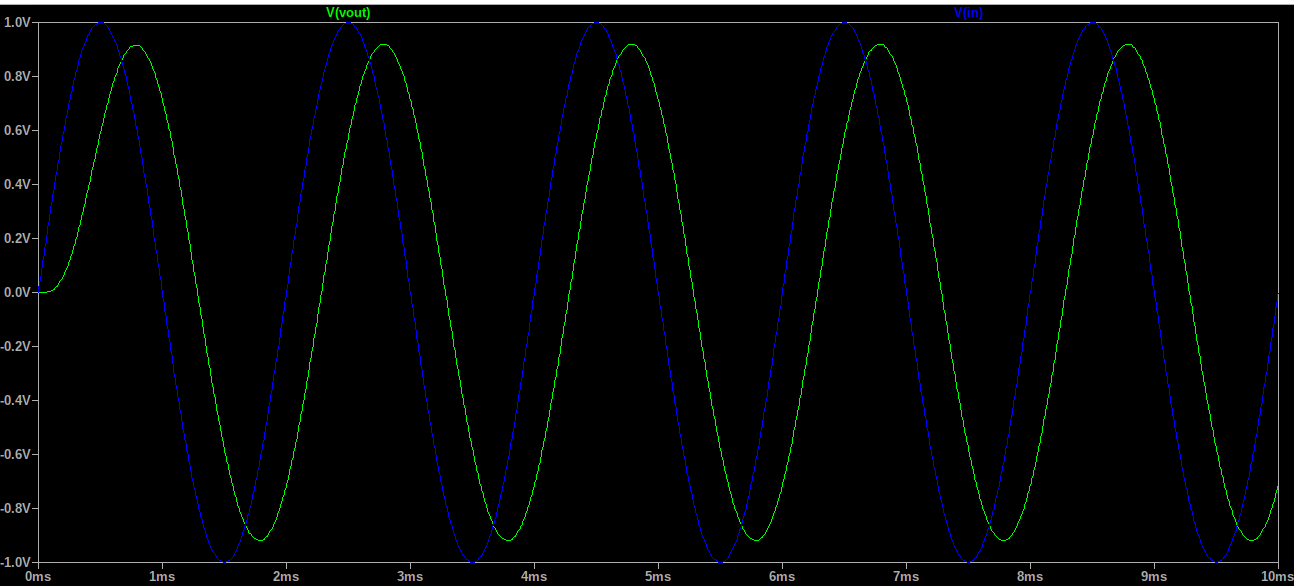 V(vout) V(in)
1.0V
0.8V
0.6V
0.4V
0.2V
0.0V
-0.2V
-0.4V
-0.6V
-0.8V
-1.0V
0ms 1ms 2ms 3ms 4ms 5ms 6ms 7ms 8ms 9ms 10ms